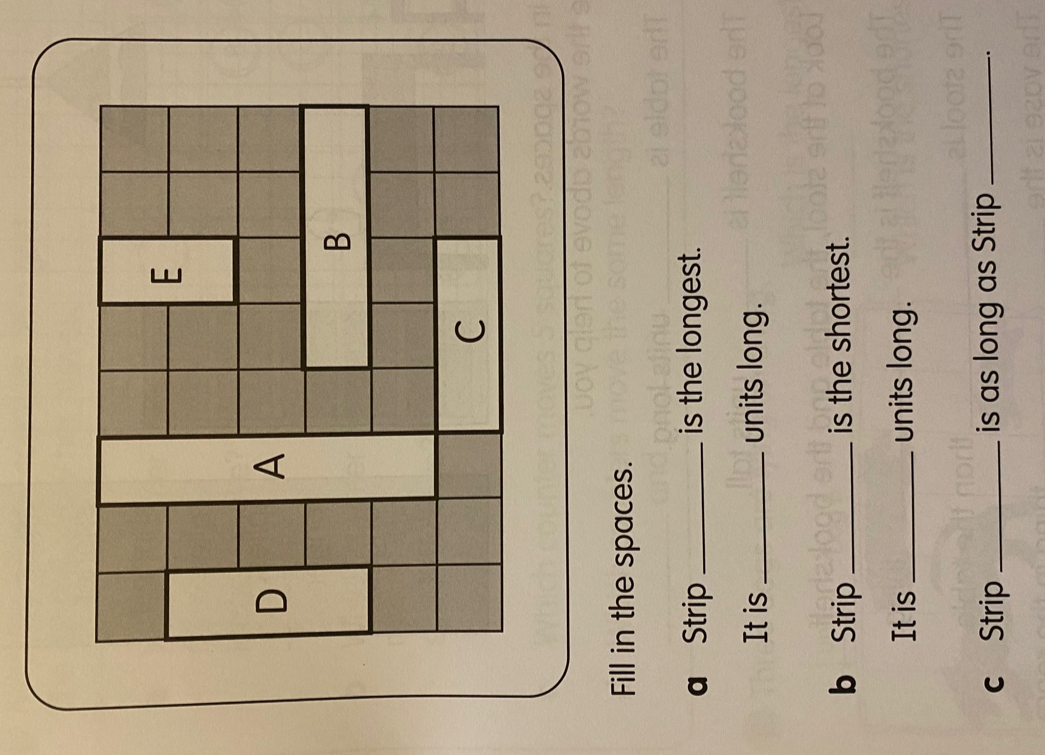 E
D A
B
C
Fill in the spaces.
a Strip ______ is the longest.
It is ______ units long.
b Strip ______ is the shortest.
It is ______ units long.
c Strip ______ is as long as Strip ______.